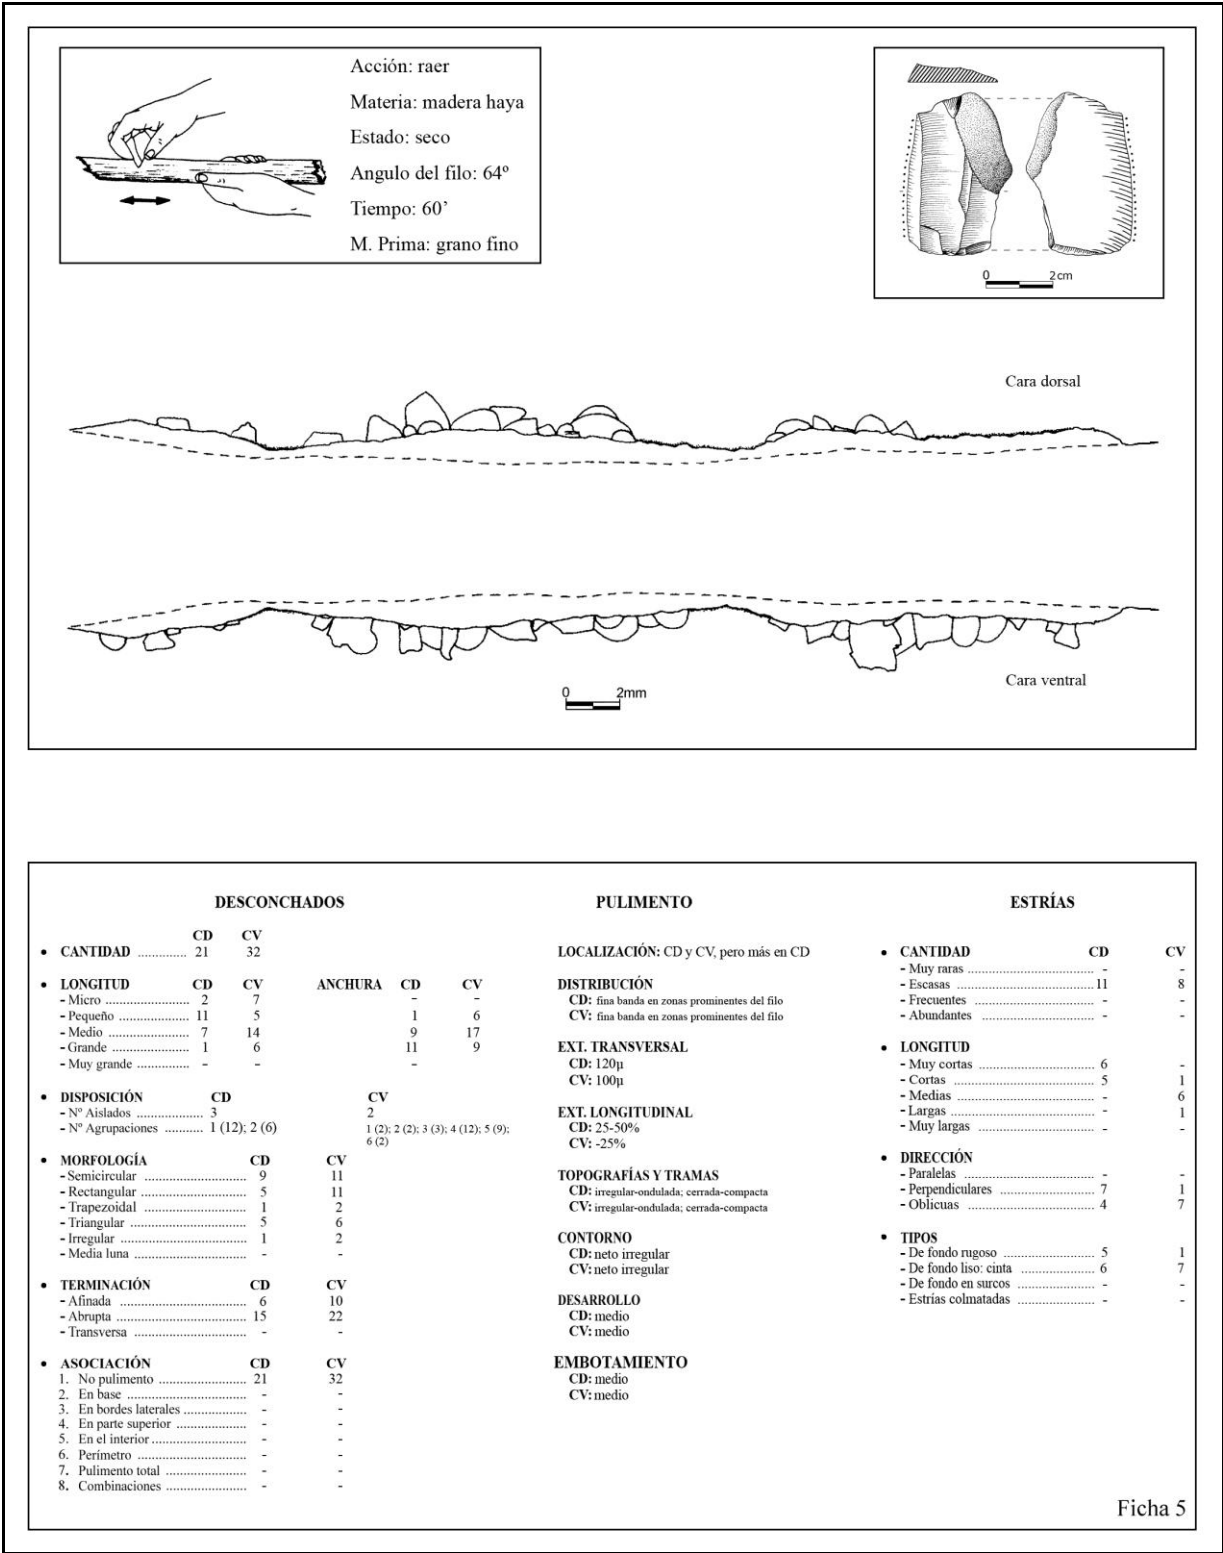 Acción: raer
Materia: madera haya
Estado: seco
Angulo del filo: 64º
Tiempo: 60’
M. Prima: grano fino
0 2cm
Cara dorsal
Cara ventral
0 2mm
DESCONCHADOS
CD CV
• CANTIDAD ............. 21 32
• LONGITUD CD CV ANCHURA CD CV
- Micro ........................ 2 7 - -
- Pequeño .................... 11 5 1 6
- Medio ....................... 7 14 9 17
- Grande ...................... 1 6 11 9
- Muy grande ............... - - -
• DISPOSICIÓN CD CV
- Nº Aislados ................... 3 2
- Nº Agrupaciones ........... 1 (12); 2 (6) 1 (2); 2 (2); 3 (3); 4 (12); 5 (9);
6 (2)
• MORFOLOGÍA CD CV
- Semicircular ............................. 9 11
- Rectangular .............................. 5 11
- Trapezoidal .............................. 1 2
- Triangular ................................. 5 6
- Irregular .................................... 1 2
- Media luna ................................ - -
• TERMINACIÓN CD CV
- Afinada .................................... 6 10
- Abrupta ..................................... 15 22
- Transversa ................................ - -
• ASOCIACIÓN CD CV
1. No pulimento .......................... 21 32
2. En base .................................. - -
3. En bordes laterales ....................... - -
4. En parte superior .................... - -
5. En el interior ........................... - -
6. Perímetro ............................... - -
7. Pulimento total ....................... - -
8. Combinaciones ....................... - -
PULIMENTO
LOCALIZACIÓN: CD y CV, pero más en CD
DISTRIBUCIÓN
CD: fina banda en zonas prominentes del filo
CV: fina banda en zonas prominentes del filo
EXT. TRANSVERSAL
CD: 120µ
CV: 100µ
EXT. LONGITUDINAL
CD: 25-50%
CV: -25%
TOPOGRAFÍAS Y TRAMAS
CD: irregular-ondulada; cerrada-compacta
CV: irregular-ondulada; cerrada-compacta
CONTORNO
CD: neto irregular
CV: neto irregular
DESARROLLO
CD: medio
CV: medio
EMBOTAMIENTO
CD: medio
CV: medio
ESTRÍAS
• CANTIDAD CD CV
- Muy raras .................................... - -
- Escasas ....................................... 11 8
- Frecuentes ................................... - -
- Abundantes ................................ - -
• LONGITUD
- Muy cortas ................................. 6 -
- Cortas ........................................ 5 1
- Medias ....................................... - 6
- Largas ........................................ - 1
- Muy largas ................................. - -
• DIRECCIÓN
- Paralelas ..................................... - -
- Perpendiculares ........................... 7 1
- Oblicuas .................................... 4 7
• TIPOS
- De fondo rugoso .......................... 5 1
- De fondo liso: cinta ....................... 6 7
- De fondo en surcos ...................... - -
- Estrías colmatadas ...................... - -
Ficha 5